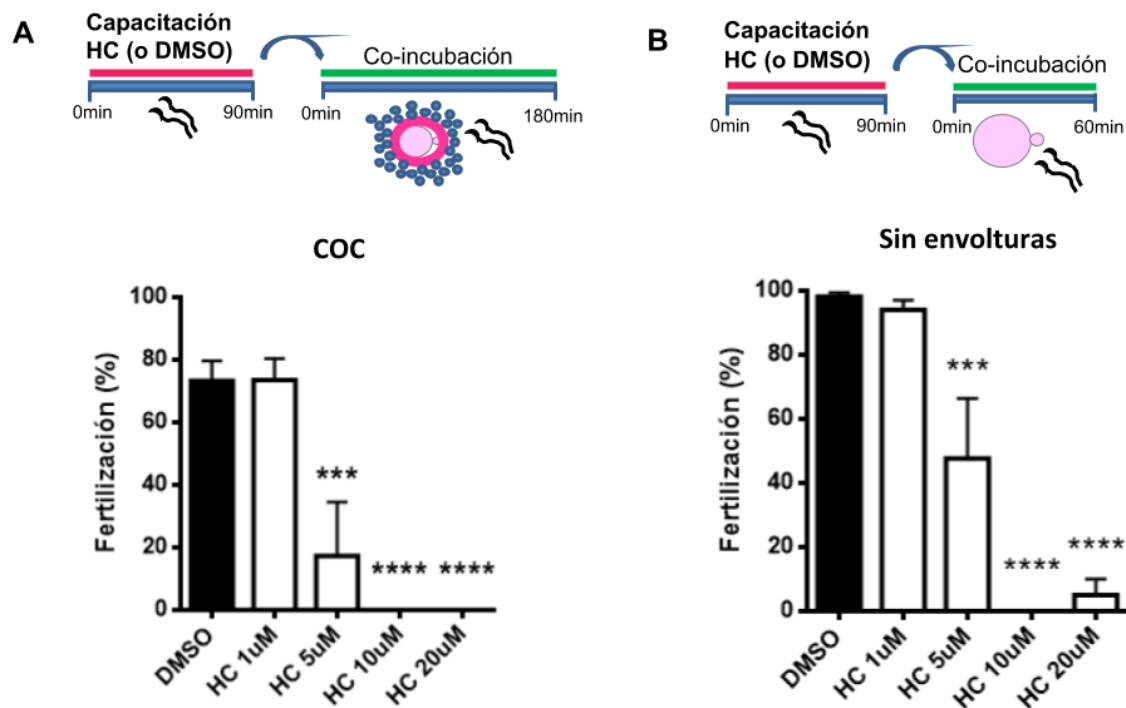 A
Capacitación
HC (o DMSO)
Co-incubación
0min
90min
0min
180min
COC
Fertilización (%)
100
80
60
40
20
0
***
****
****
DMSO
HC 1uM
HC 5uM
HC 10uM
HC 20uM
B
Capacitación
HC (o DMSO)
Co-incubación
0min
90min
0min
60min
Sin envolturas
Fertilización (%)
100
80
60
40
20
0
***
****
****
DMSO
HC 1uM
HC 5uM
HC 10uM
HC 20uM